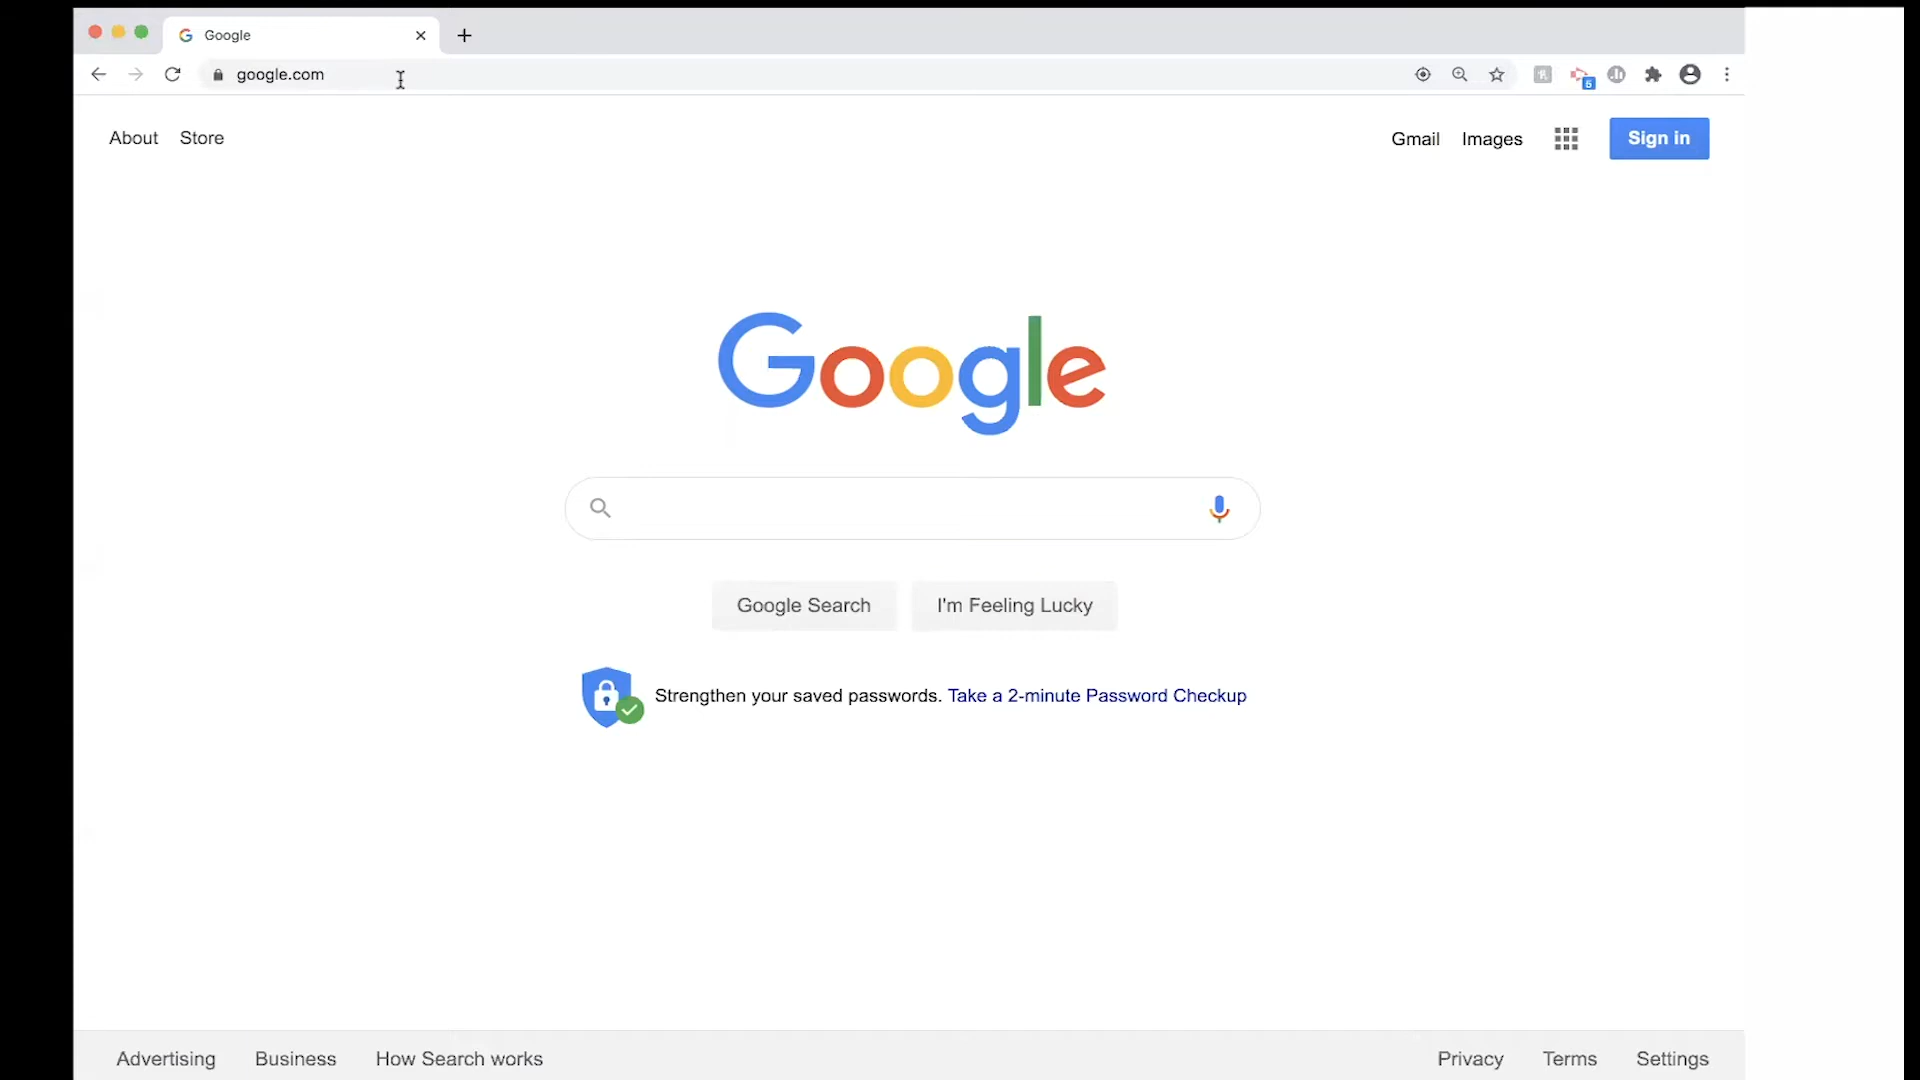 Google
google.com
5
About Store
Gmail Images Sign in
Google
Google Search I'm Feeling Lucky
Strengthen your saved passwords. Take a 2-minute Password Checkup
Advertising Business How Search works
Privacy Terms Settings